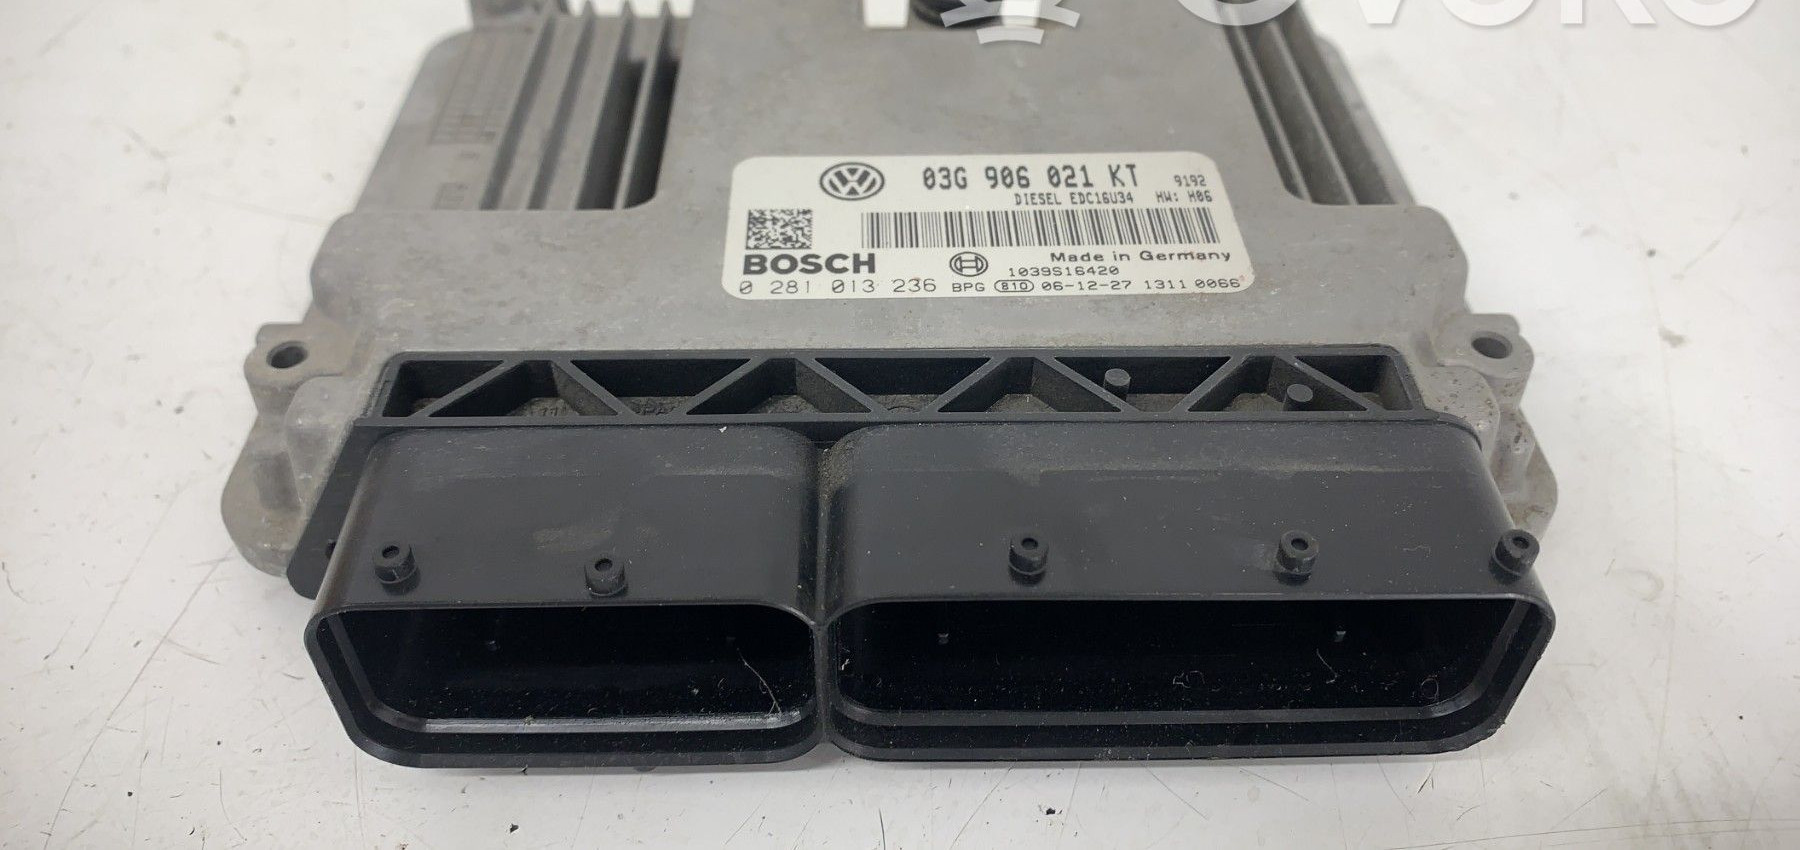 03G 906 021 KT 9192
DIESEL EDC16U34 HW: H06
BOSCH
Made in Germany
1039S16420
0 281 013 236 BPG 810 06-12-27 1311 0066